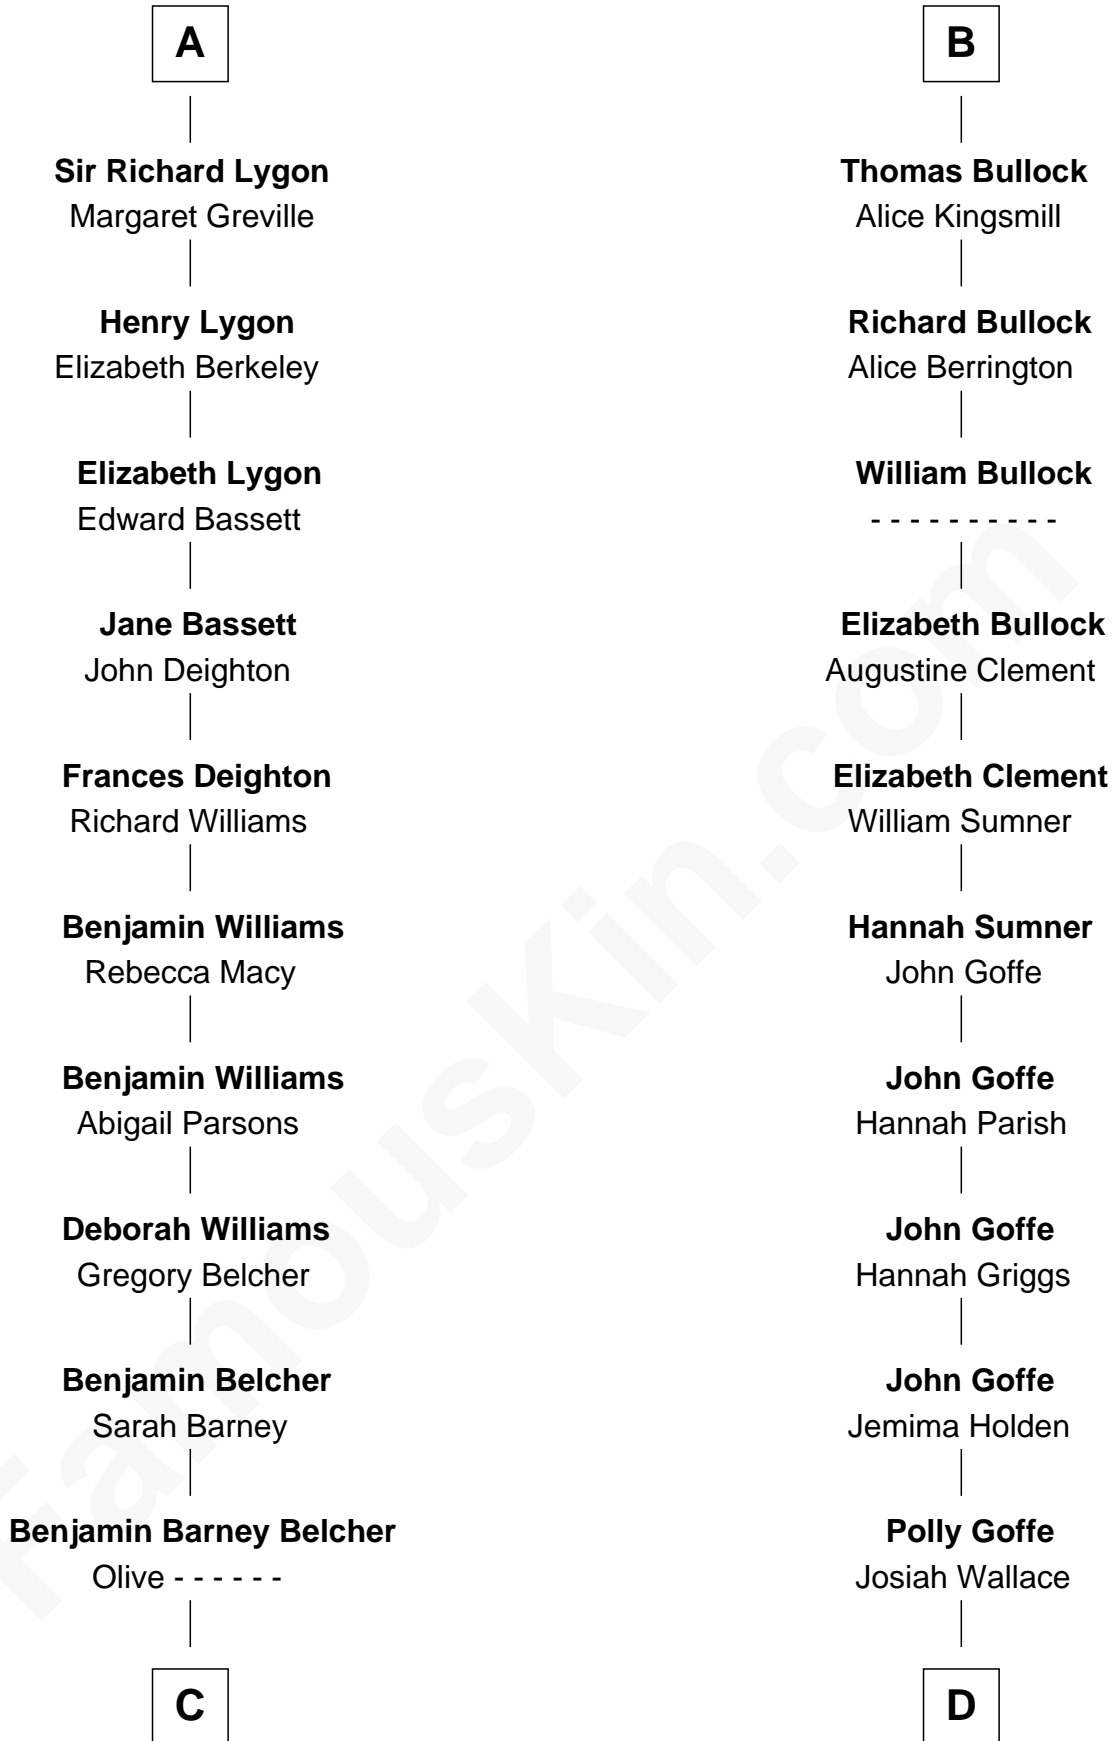 A
Sir Richard Lygon
Margaret Greville
Henry Lygon
Elizabeth Berkeley
Elizabeth Lygon
Edward Bassett
Jane Bassett
John Deighton
Frances Deighton
Richard Williams
Benjamin Williams
Rebecca Macy
Benjamin Williams
Abigail Parsons
Deborah Williams
Gregory Belcher
Benjamin Belcher
Sarah Barney
Benjamin Barney Belcher
Olive - - - - - -
C
B
Thomas Bullock
Alice Kingsmill
Richard Bullock
Alice Berrington
William Bullock
- - - - - - - - - -
Elizabeth Bullock
Augustine Clement
Elizabeth Clement
William Sumner
Hannah Sumner
John Goffe
John Goffe
Hannah Parish
John Goffe
Hannah Griggs
John Goffe
Jemima Holden
Polly Goffe
Josiah Wallace
D
FamousKin.com